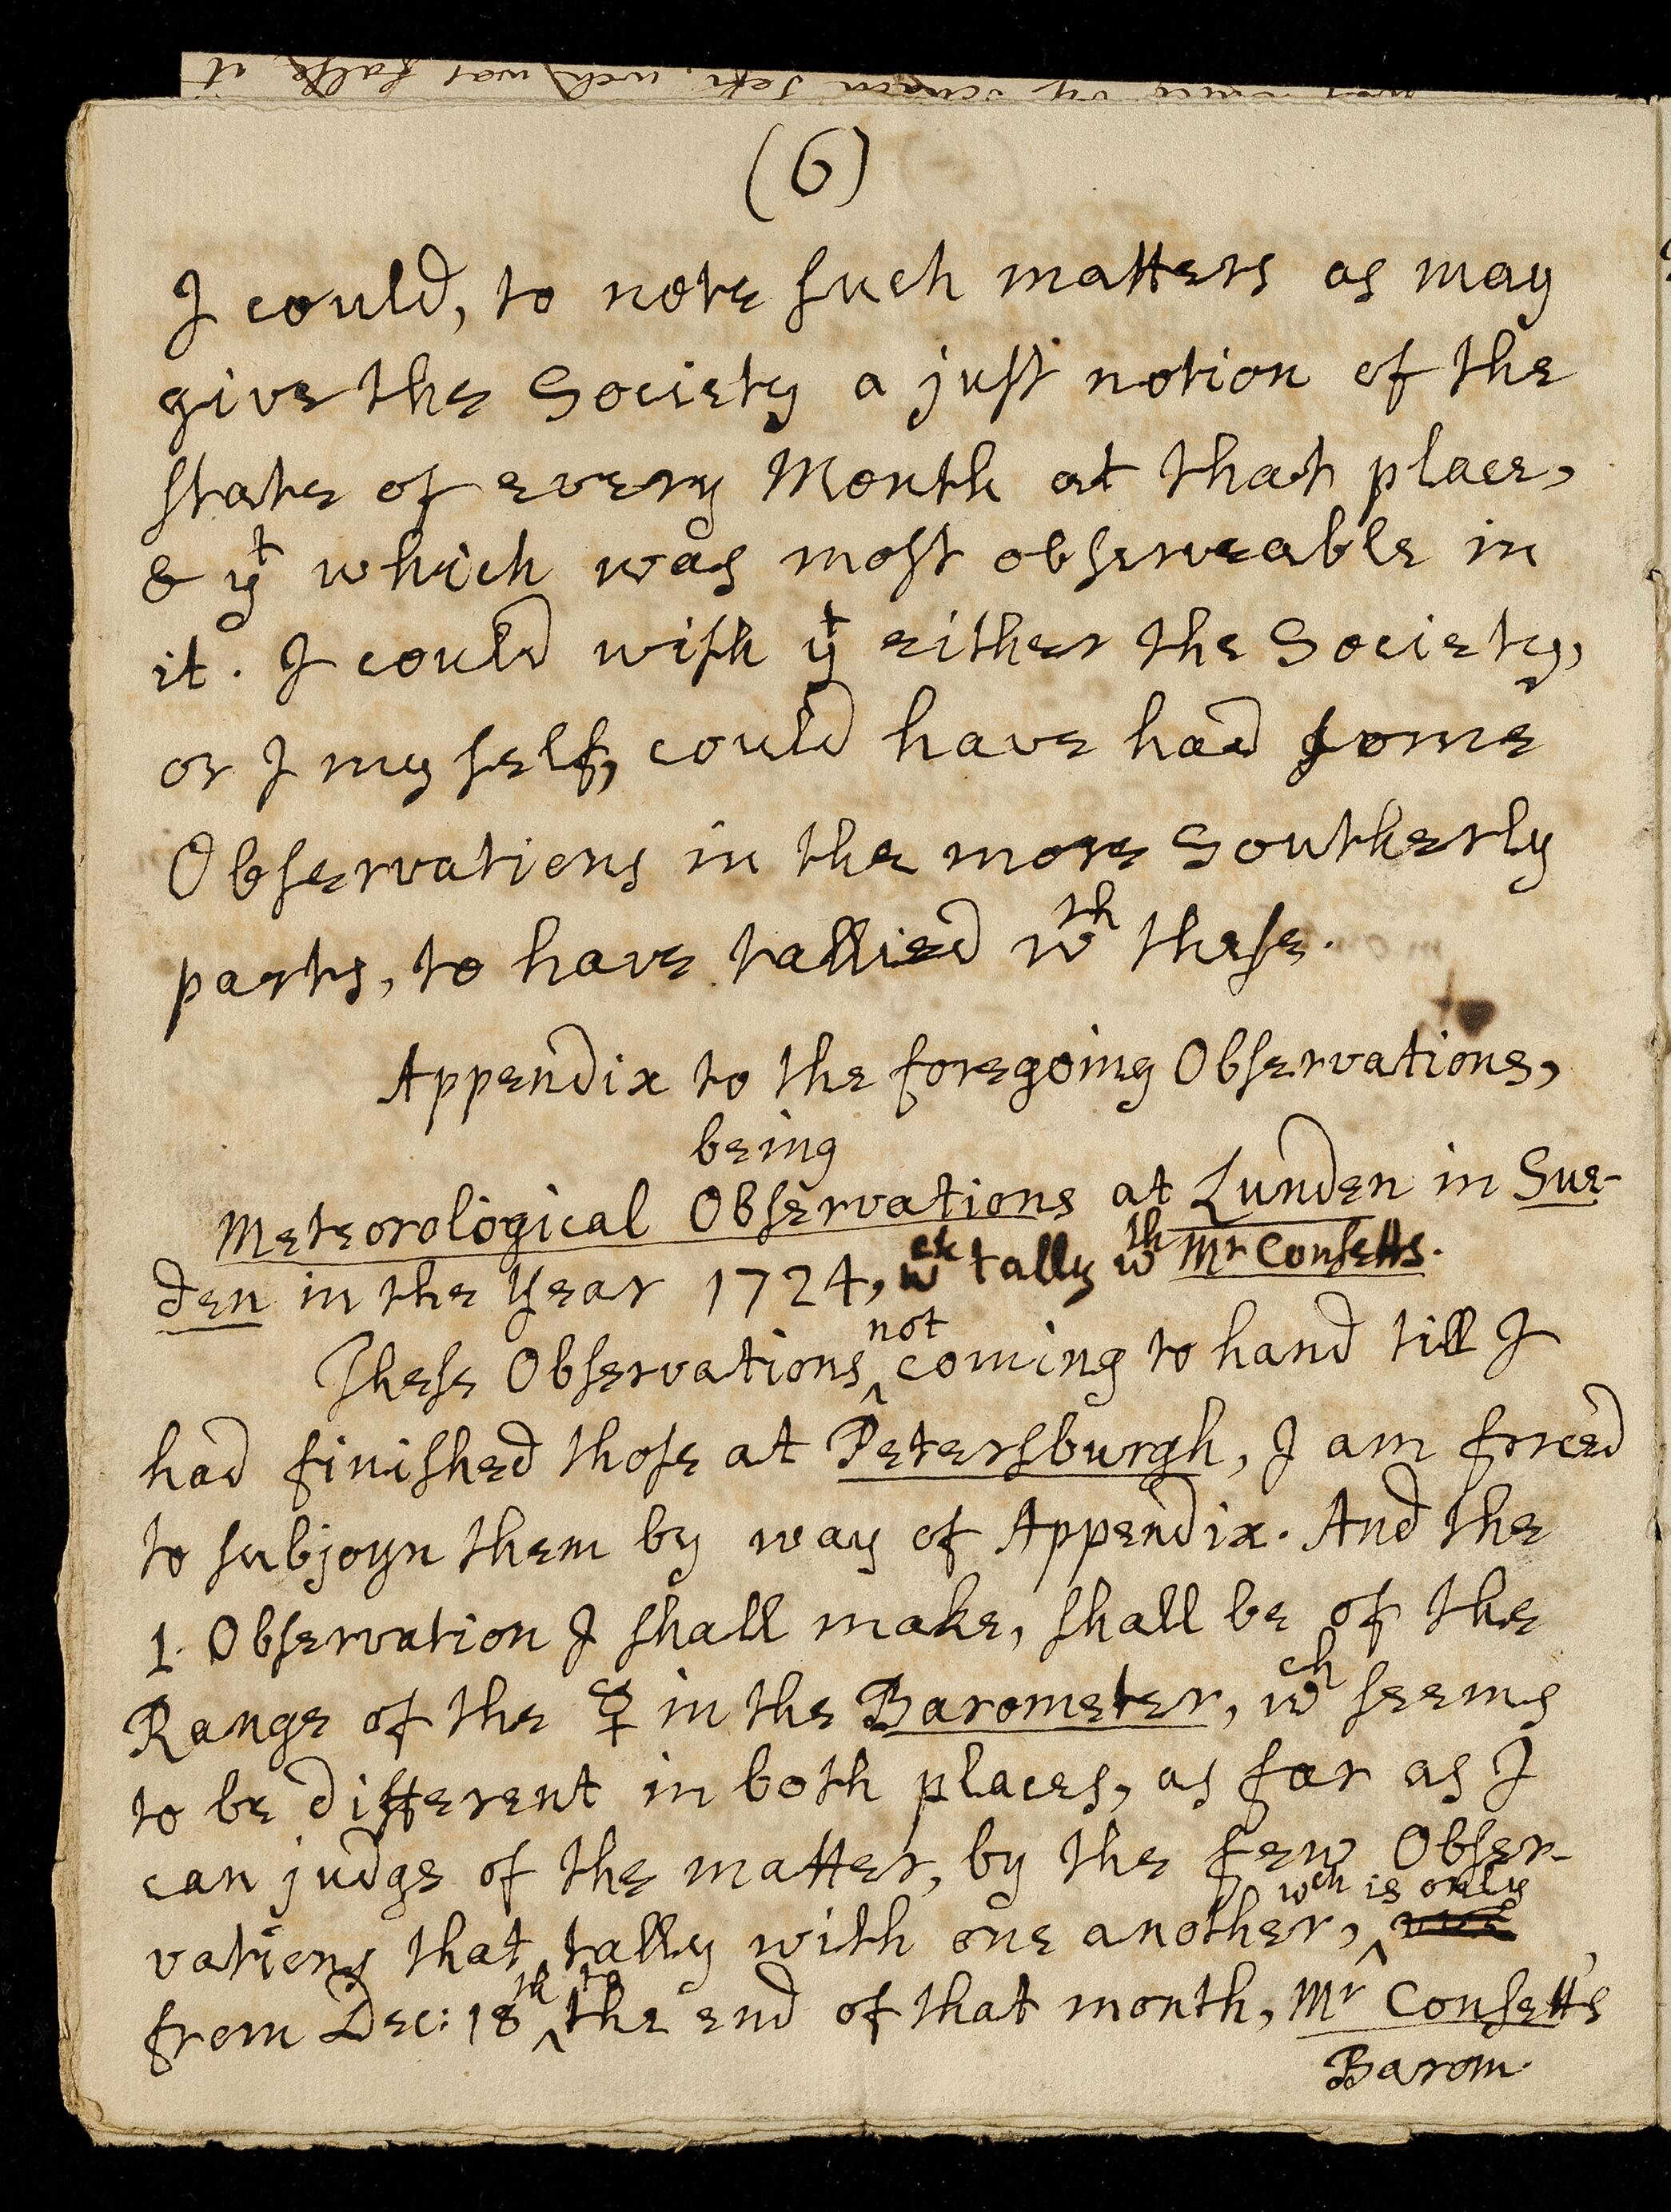 (6)
I could, to note such matters as may
give the Society a just notion of the
state of every Month at that place,
& yt which was most observeable in
it. I could wish yt either the Society,
or I my self, could have had some
Observations in the more Southerly
parts, to have tallied wth these.
Appendix to the foregoing Observations,
being
Meteorological Observations at Lunden in Sue-
den in the Year 1724, wch tally wth Mr Consetts.
These Observations not coming to hand till I
had finished those at Petersburgh, I am forced
to subjoyn them by way of Appendix. And the
1. Observation I shall make, shall be of the
Range of the ☿ in the Barometer, wch seems
to be different in both places, as far as I
can judge of the matter, by the few Obser-
vations that tally with one another, wch is only
from Dec: 18th to the end of that month, Mr Consett's
Barom.